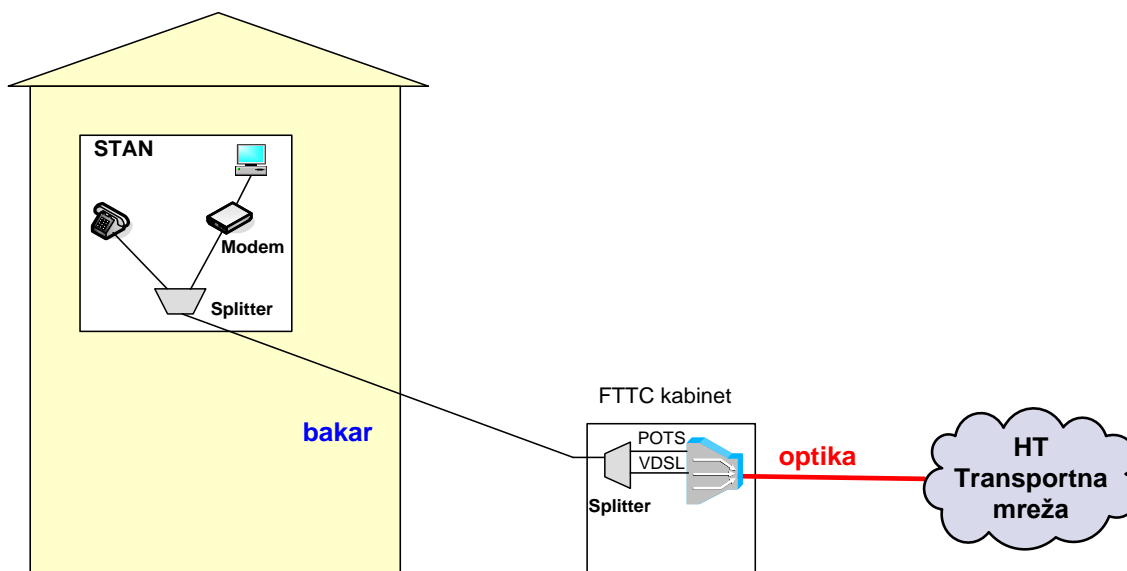 STAN
Modem
Splitter
bakar
FTTC kabinet
POTS
VDSL
Splitter
optika
HT
Transportna
mreža